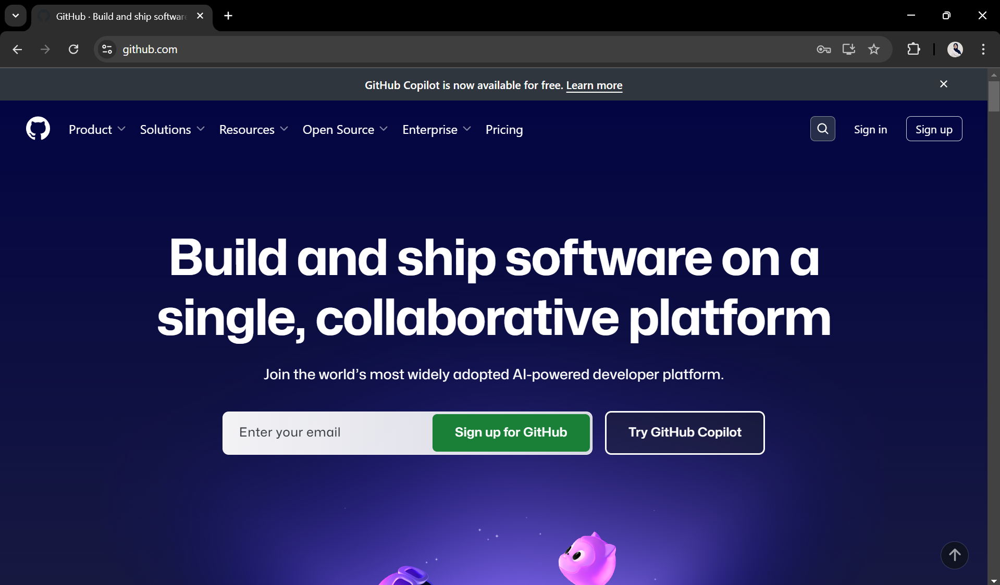 GitHub · Build and ship software
github.com
GitHub Copilot is now available for free. Learn more
Product Solutions Resources Open Source Enterprise Pricing Sign in Sign up
Build and ship software on a
single, collaborative platform
Join the world’s most widely adopted AI-powered developer platform.
Enter your email Sign up for GitHub Try GitHub Copilot